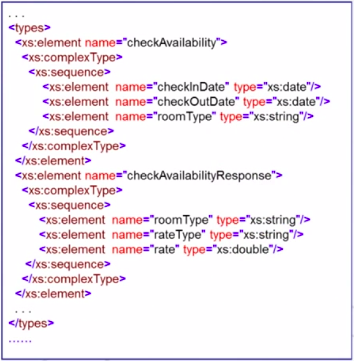 . . .
<types>
<xs:element name="checkAvailability">
<xs:complexType>
<xs:sequence>
<xs:element name="checkInDate" type="xs:date"/>
<xs:element name="checkOutDate" type="xs:date"/>
<xs:element name="roomType" type="xs:string"/>
</xs:sequence>
</xs:complexType>
</xs:element>
<xs:element name="checkAvailabilityResponse">
<xs:complexType>
<xs:sequence>
<xs:element name="roomType" type="xs:string"/>
<xs:element name="rateType" type="xs:string"/>
<xs:element name="rate" type="xs:double"/>
</xs:sequence>
</xs:complexType>
</xs:element>
. . .
</types>
......